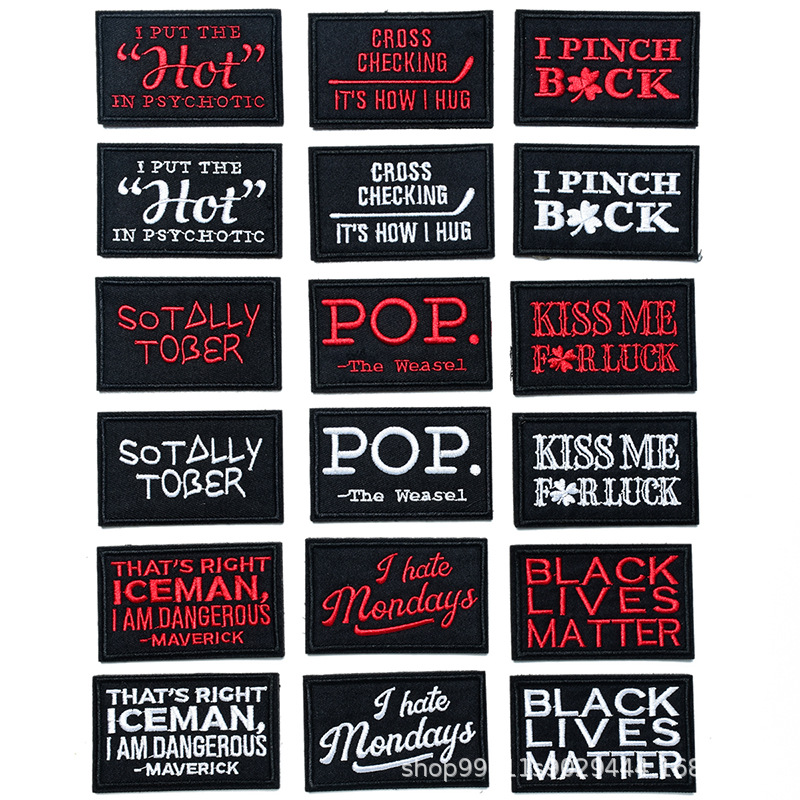 I PUT THE
"Hot"
IN PSYCHOTIC
CROSS
CHECKING
IT'S HOW I HUG
I PINCH
B☘CK
I PUT THE
"Hot"
IN PSYCHOTIC
CROSS
CHECKING
IT'S HOW I HUG
I PINCH
B☘CK
SOTALLY
TOBER
POP.
-The Weasel
KISS ME
F☘R LUCK
SOTALLY
TOBER
POP.
-The Weasel
KISS ME
F☘R LUCK
THAT'S RIGHT
ICEMAN,
I AM DANGEROUS
-MAVERICK
I hate
Mondays
BLACK
LIVES
MATTER
THAT'S RIGHT
ICEMAN,
I AM DANGEROUS
-MAVERICK
I hate
Mondays
BLACK
LIVES
MATTER